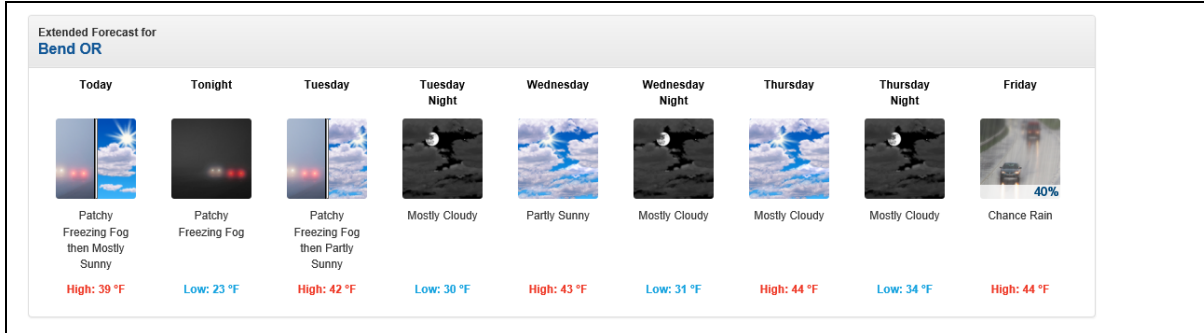 Extended Forecast for
Bend OR
Today
Tonight
Tuesday
Tuesday
Night
Wednesday
Wednesday
Night
Thursday
Thursday
Night
Friday
40%
Patchy
Freezing Fog
then Mostly
Sunny
Patchy
Freezing Fog
Patchy
Freezing Fog
then Partly
Sunny
Mostly Cloudy
Partly Sunny
Mostly Cloudy
Mostly Cloudy
Mostly Cloudy
Chance Rain
High: 39 °F
Low: 23 °F
High: 42 °F
Low: 30 °F
High: 43 °F
Low: 31 °F
High: 44 °F
Low: 34 °F
High: 44 °F